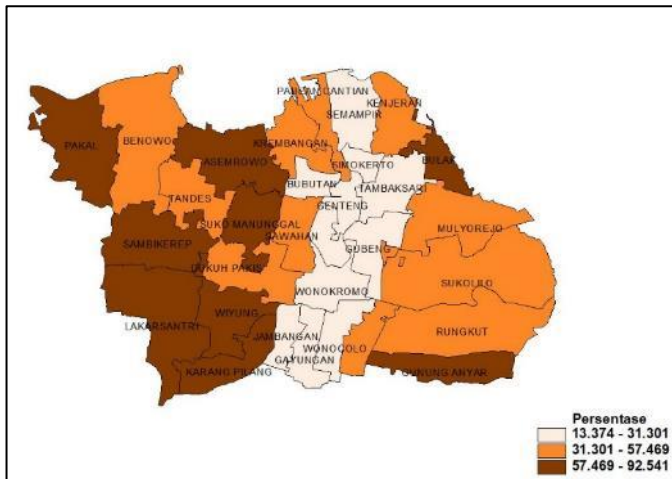 PABEAN CANTIAN
KENJERAN
SEMAMPIR
PAKAL
BENOWO
KREMBANGAN
ASEMROWO
SIMOKERTO
BULAK
BUBUTAN
TAMBAKSARI
TANDES
GENTENG
SUKO MANUNGGAL
SAWAHAN
MULYOREJO
SAMBIKEREP
GUBENG
DUKUH PAKIS
SUKOLILO
WONOKROMO
WIYUNG
LAKARSANTRI
RUNGKUT
JAMBANGAN
WONOCOLO
GAYUNGAN
KARANG PILANG
GUNUNG ANYAR
Persentase
13.374 - 31.301
31.301 - 57.469
57.469 - 92.541